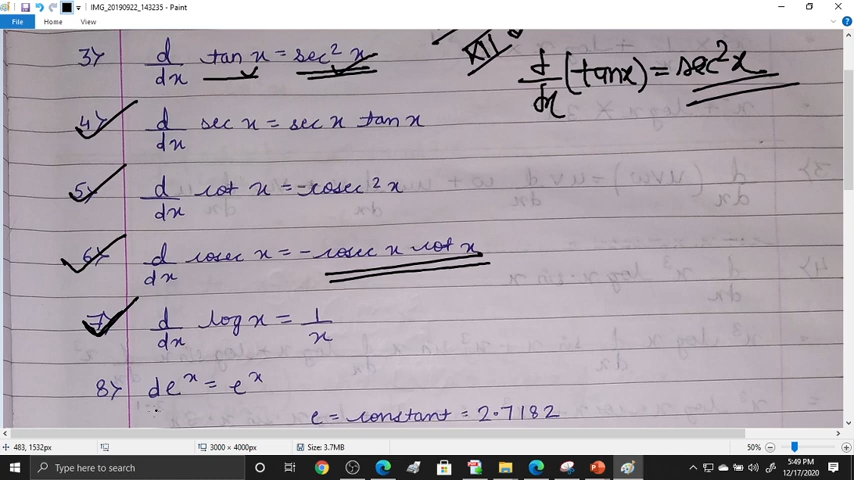 IMG_20190922_143235 - Paint
File Home View
XII
3) d/dx tan x = sec² x
d/dx (tan x) = sec² x
4) d/dx sec x = sec x tan x
5) d/dx cot x = -cosec² x
6) d/dx cosec x = - cosec x cot x
7) d/dx log x = 1/x
8) de^x = e^x
e = constant = 2.7182
483, 1532px 3000 × 4000px Size: 3.7MB 50%
Type here to search 5:49 PM
12/17/2020